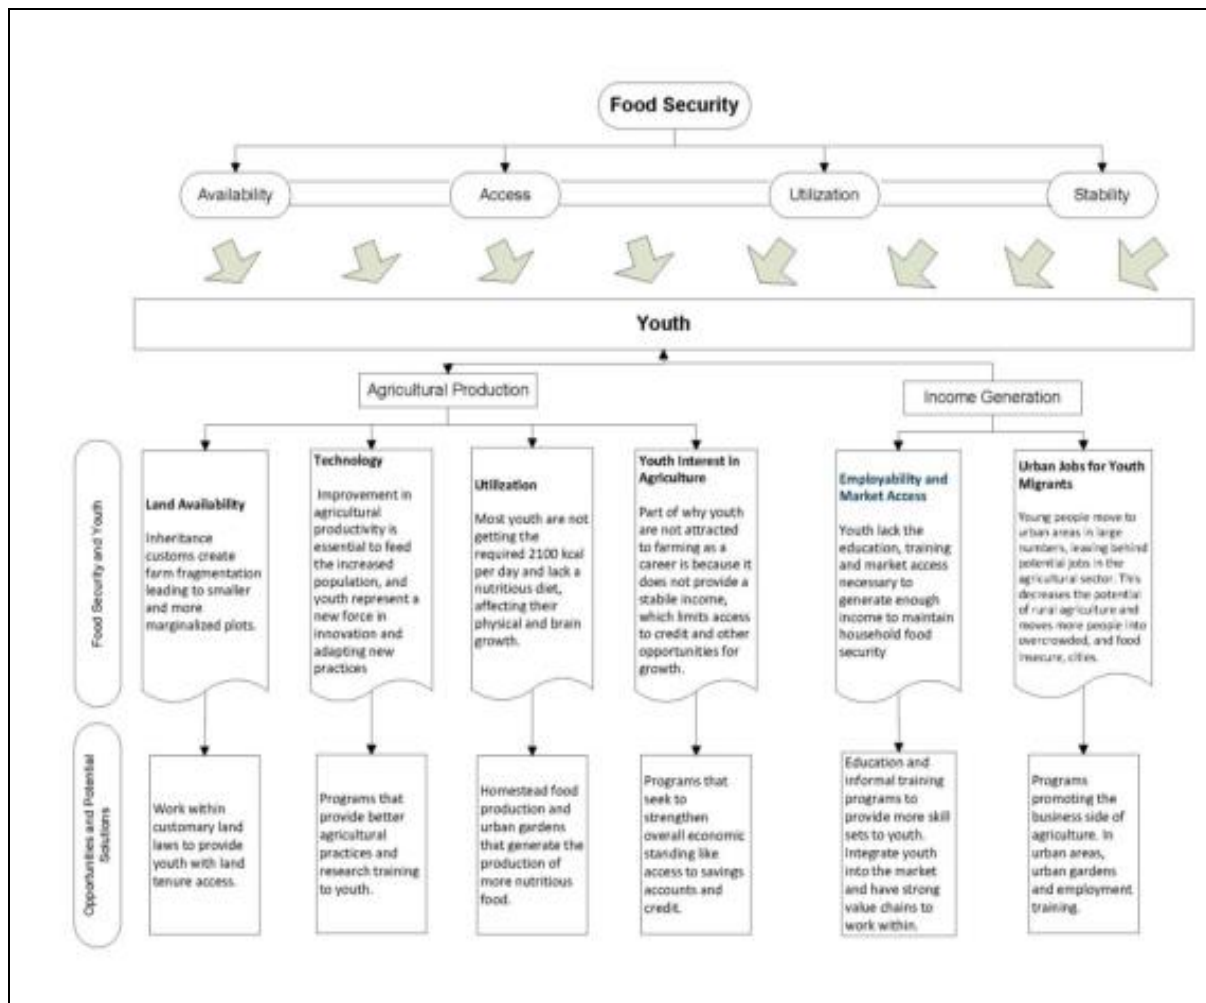 Food Security
Availability
Access
Utilization
Stability
Youth
Agricultural Production
Income Generation
Food Security and Youth
Land Availability
Inheritance
customs create
farm fragmentation
leading to smaller
and more
marginalized plots.
Technology
Improvement in
agricultural
productivity is
essential to feed
the increased
population, and
youth represent a
new force in
innovation and
adapting new
practices
Utilization
Most youth are not
getting the
required 2100 kcal
per day and lack a
nutritious diet,
affecting their
physical and brain
growth.
Youth Interest in
Agriculture
Part of why youth
are not attracted
to farming as a
career is because it
does not provide a
stabile income,
which limits access
to credit and other
opportunities for
growth.
Employability and
Market Access
Youth lack the
education, training
and market access
necessary to
generate enough
income to maintain
household food
security
Urban Jobs for Youth
Migrants
Young people move to
urban areas in large
numbers, leaving behind
potential jobs in the
agricultural sector. This
decreases the potential
of rural agriculture and
moves more people into
overcrowded, and food
insecure, cities.
Opportunities and Potential
Solutions
Work within
customary land
laws to provide
youth with land
tenure access.
Programs that
provide better
agricultural
practices and
research training
to youth.
Homestead food
production and
urban gardens
that generate the
production of
more nutritious
food.
Programs that
seek to
strengthen
overall economic
standing like
access to savings
accounts and
credit.
Education and
informal training
programs to
provide more skill
sets to youth.
Integrate youth
into the market
and have strong
value chains to
work within.
Programs
promoting the
business side of
agriculture. In
urban areas,
urban gardens
and employment
training.